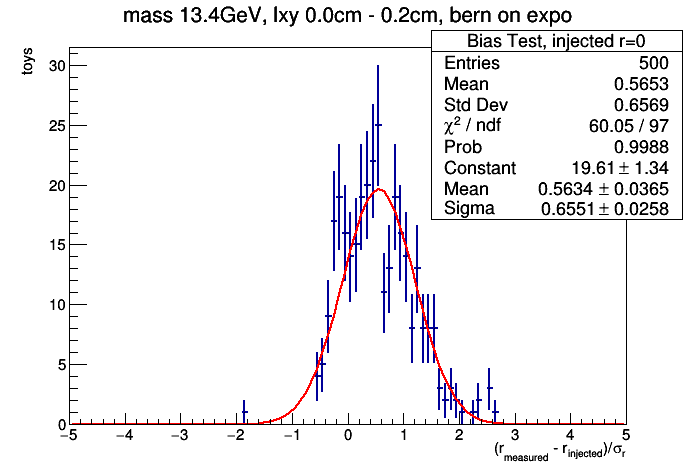 mass 13.4GeV, lxy 0.0cm - 0.2cm, bern on expo
toys
Bias Test, injected r=0
Entries 500
Mean 0.5653
Std Dev 0.6569
χ² / ndf 60.05 / 97
Prob 0.9988
Constant 19.61 ± 1.34
Mean 0.5634 ± 0.0365
Sigma 0.6551 ± 0.0258
30
25
20
15
10
5
0
−5 −4 −3 −2 −1 0 1 2 3 4 5
(r_measured - r_injected)/σ_r